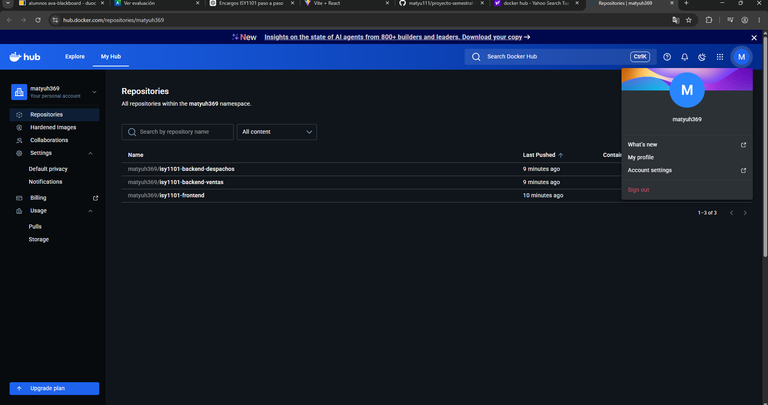 alumnos ava-blackboard - duoc
Ver evaluación
Encargos ISY1101 paso a paso
Vite + React
matyu111/proyecto-semestral
docker hub - Yahoo Search
Repositories | matyuh369
hub.docker.com/repositories/matyuh369
New Insights on the state of AI agents from 800+ builders and leaders. Download your copy →
hub
Explore
My Hub
Search Docker Hub
CtrlK
M
matyuh369
Your personal account
Repositories
Hardened Images
Collaborations
Settings
Default privacy
Notifications
Billing
Usage
Pulls
Storage
Upgrade plan
Repositories
All repositories within the matyuh369 namespace.
Search by repository name
All content
Name Last Pushed ↑ Contain
matyuh369/isy1101-backend-despachos 9 minutes ago
matyuh369/isy1101-backend-ventas 9 minutes ago
matyuh369/isy1101-frontend 10 minutes ago
1–3 of 3
M
matyuh369
What's new
My profile
Account settings
Sign out